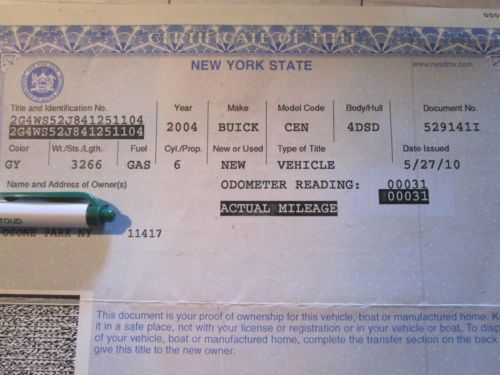 CERTIFICATE OF TITLE
NEW YORK STATE
www.nysdmv.com
Title and Identification No. Year Make Model Code Body/Hull Document No.
2G4WS52J841251104
2G4WS52J841251104 2004 BUICK CEN 4DSD 529141I
Color Wt./Sts./Lgth. Fuel Cyl./Prop. New or Used Type of Title Date Issued
GY 3266 GAS 6 NEW VEHICLE 5/27/10
Name and Address of Owner(s) ODOMETER READING: 00031
00031
ACTUAL MILEAGE
OZONE PARK NY 11417
This document is your proof of ownership for this vehicle, boat or manufactured home. K
it in a safe place, not with your license or registration or in your vehicle or boat. To disp
of your vehicle, boat or manufactured home, complete the transfer section on the back
give this title to the new owner.